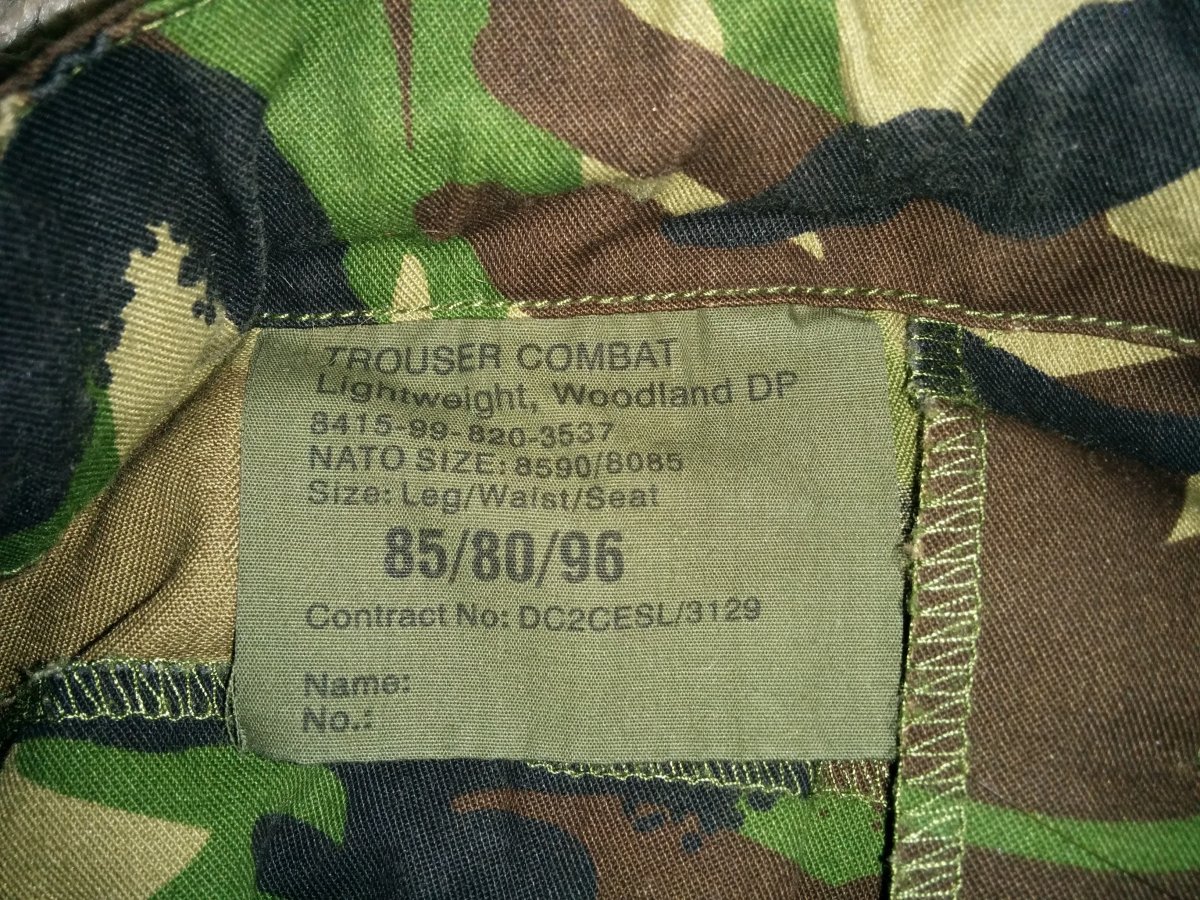 TROUSER COMBAT
Lightweight, Woodland DP
8415-99-820-3537
NATO SIZE: 8590/8085
Size: Leg/Waist/Seat
85/80/96
Contract No: DC2CESL/3129
Name:
No.: